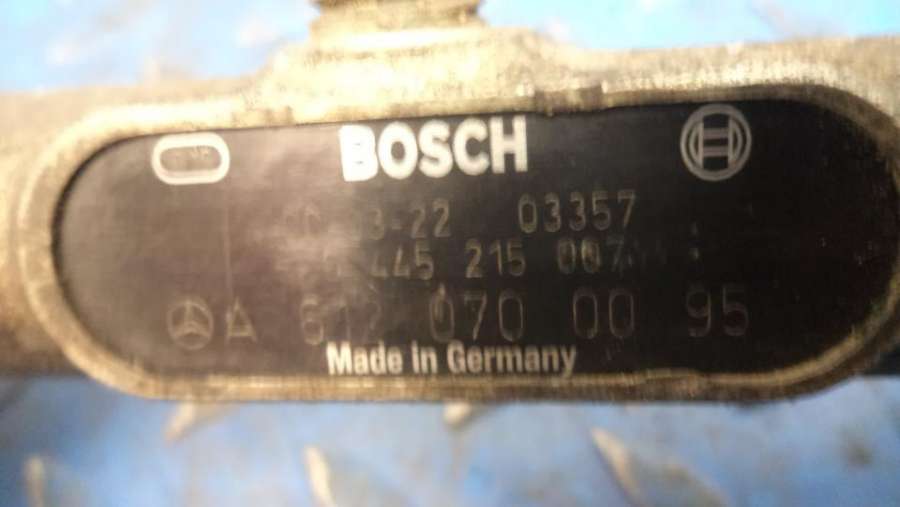 BOSCH
03357
445 215 007
A 612 070 00 95
Made in Germany